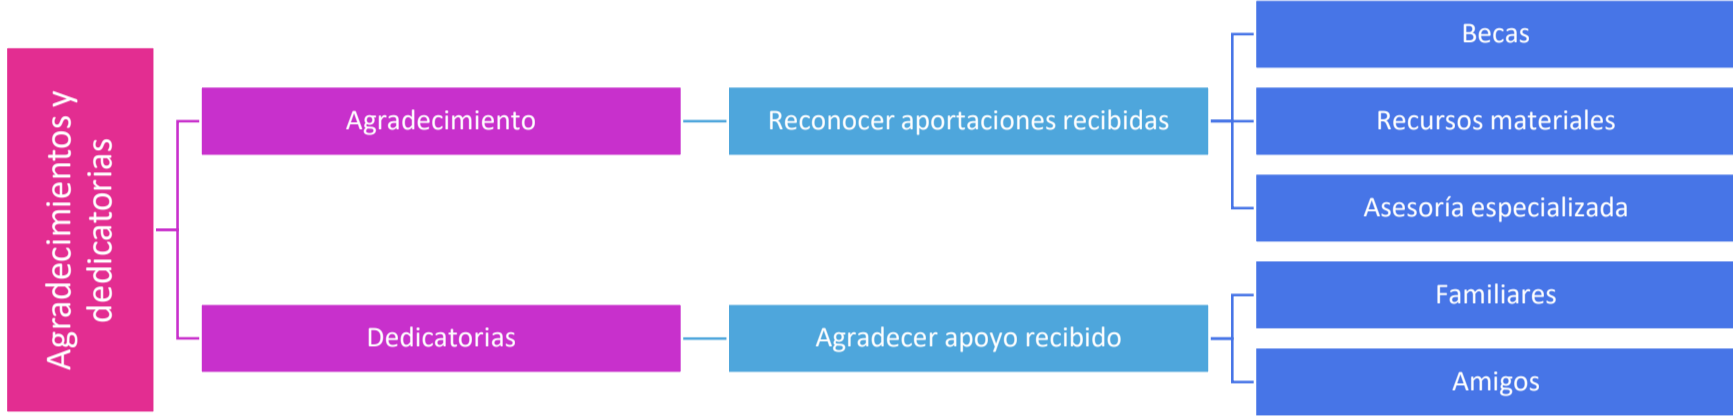 Agradecimientos y
dedicatorias
Agradecimiento
Reconocer aportaciones recibidas
Becas
Recursos materiales
Asesoría especializada
Dedicatorias
Agradecer apoyo recibido
Familiares
Amigos